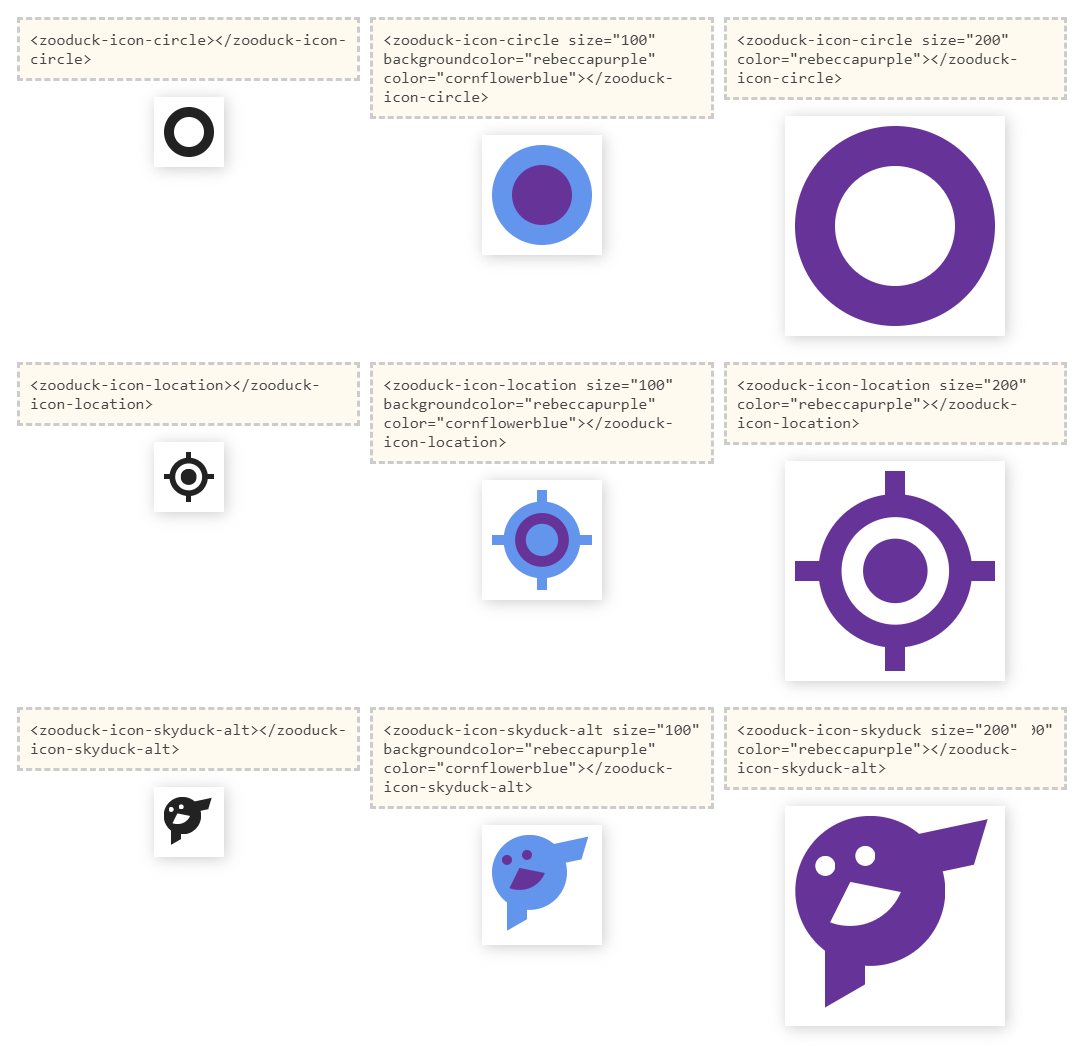 <zooduck-icon-circle></zooduck-icon-
circle>
<zooduck-icon-circle size="100"
backgroundcolor="rebeccapurple"
color="cornflowerblue"></zooduck-
icon-circle>
<zooduck-icon-circle size="200"
color="rebeccapurple"></zooduck-
icon-circle>
<zooduck-icon-location></zooduck-
icon-location>
<zooduck-icon-location size="100"
backgroundcolor="rebeccapurple"
color="cornflowerblue"></zooduck-
icon-location>
<zooduck-icon-location size="200"
color="rebeccapurple"></zooduck-
icon-location>
<zooduck-icon-skyduck-alt></zooduck-
icon-skyduck-alt>
<zooduck-icon-skyduck-alt size="100"
backgroundcolor="rebeccapurple"
color="cornflowerblue"></zooduck-
icon-skyduck-alt>
<zooduck-icon-skyduck size="200"
color="rebeccapurple"></zooduck-
icon-skyduck-alt>